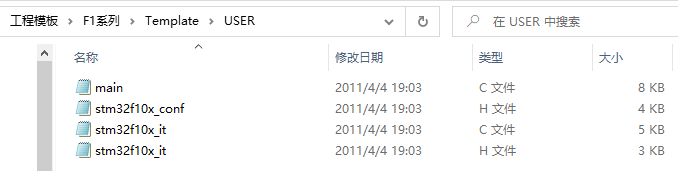 工程模板 > F1系列 > Template > USER
在 USER 中搜索
名称 修改日期 类型 大小
main 2011/4/4 19:03 C 文件 8 KB
stm32f10x_conf 2011/4/4 19:03 H 文件 4 KB
stm32f10x_it 2011/4/4 19:03 C 文件 5 KB
stm32f10x_it 2011/4/4 19:03 H 文件 3 KB